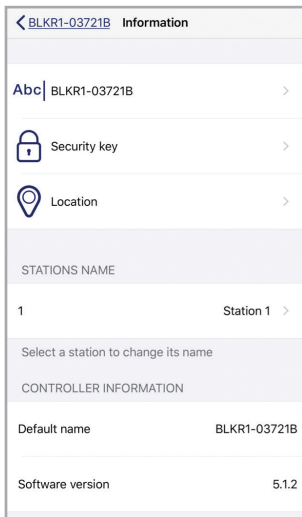 BLKR1-03721B Information
Abc BLKR1-03721B
Security key
Location
STATIONS NAME
1 Station 1
Select a station to change its name
CONTROLLER INFORMATION
Default name BLKR1-03721B
Software version 5.1.2